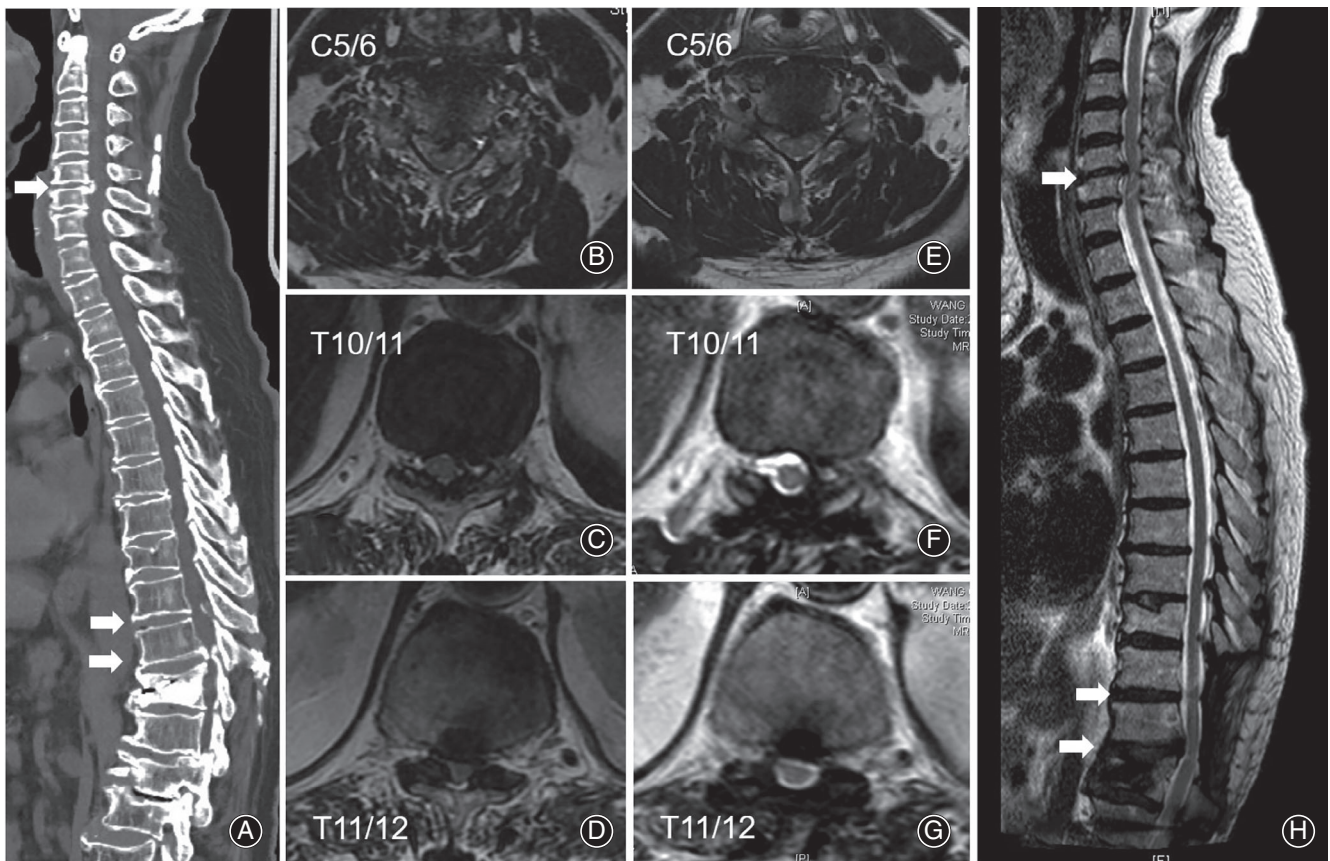 A
C5/6
B
T10/11
C
D
T11/12
C5/6
E
[A]
WANG
Study Date:2
Study Tim
MR
T10/11
F
[A]
WANG
Study Date:
Study Tim
MR
G
T11/12
[P]
[H]
H
[F]